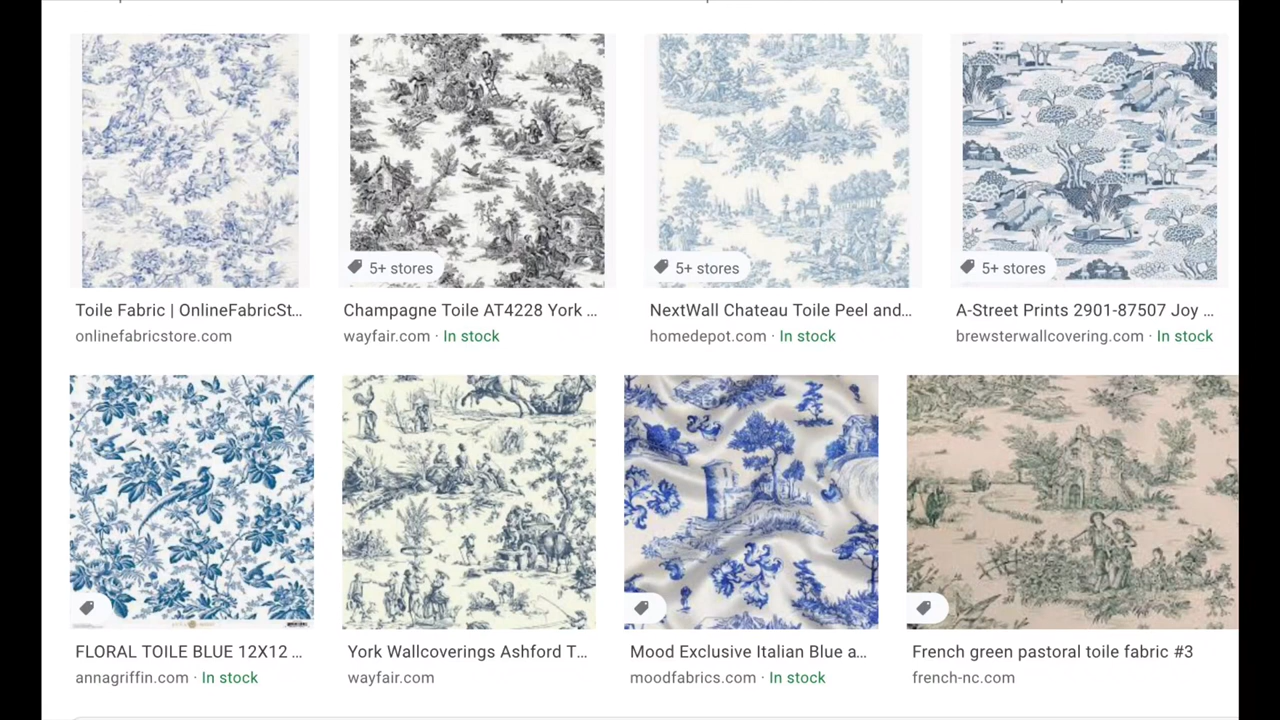 5+ stores
5+ stores
5+ stores
Toile Fabric | OnlineFabricSt...
Champagne Toile AT4228 York ...
NextWall Chateau Toile Peel and...
A-Street Prints 2901-87507 Joy ...
onlinefabricstore.com
wayfair.com · In stock
homedepot.com · In stock
brewsterwallcovering.com · In stock
FLORAL TOILE BLUE 12X12 ...
York Wallcoverings Ashford T...
Mood Exclusive Italian Blue a...
French green pastoral toile fabric #3
annagriffin.com · In stock
wayfair.com
moodfabrics.com · In stock
french-nc.com